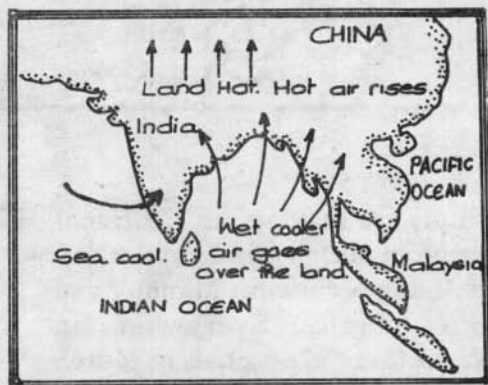 CHINA
Land Hot. Hot air rises.
India
PACIFIC
OCEAN
Wet cooler
air goes
over the land.
Sea cool.
Malaysia
INDIAN OCEAN